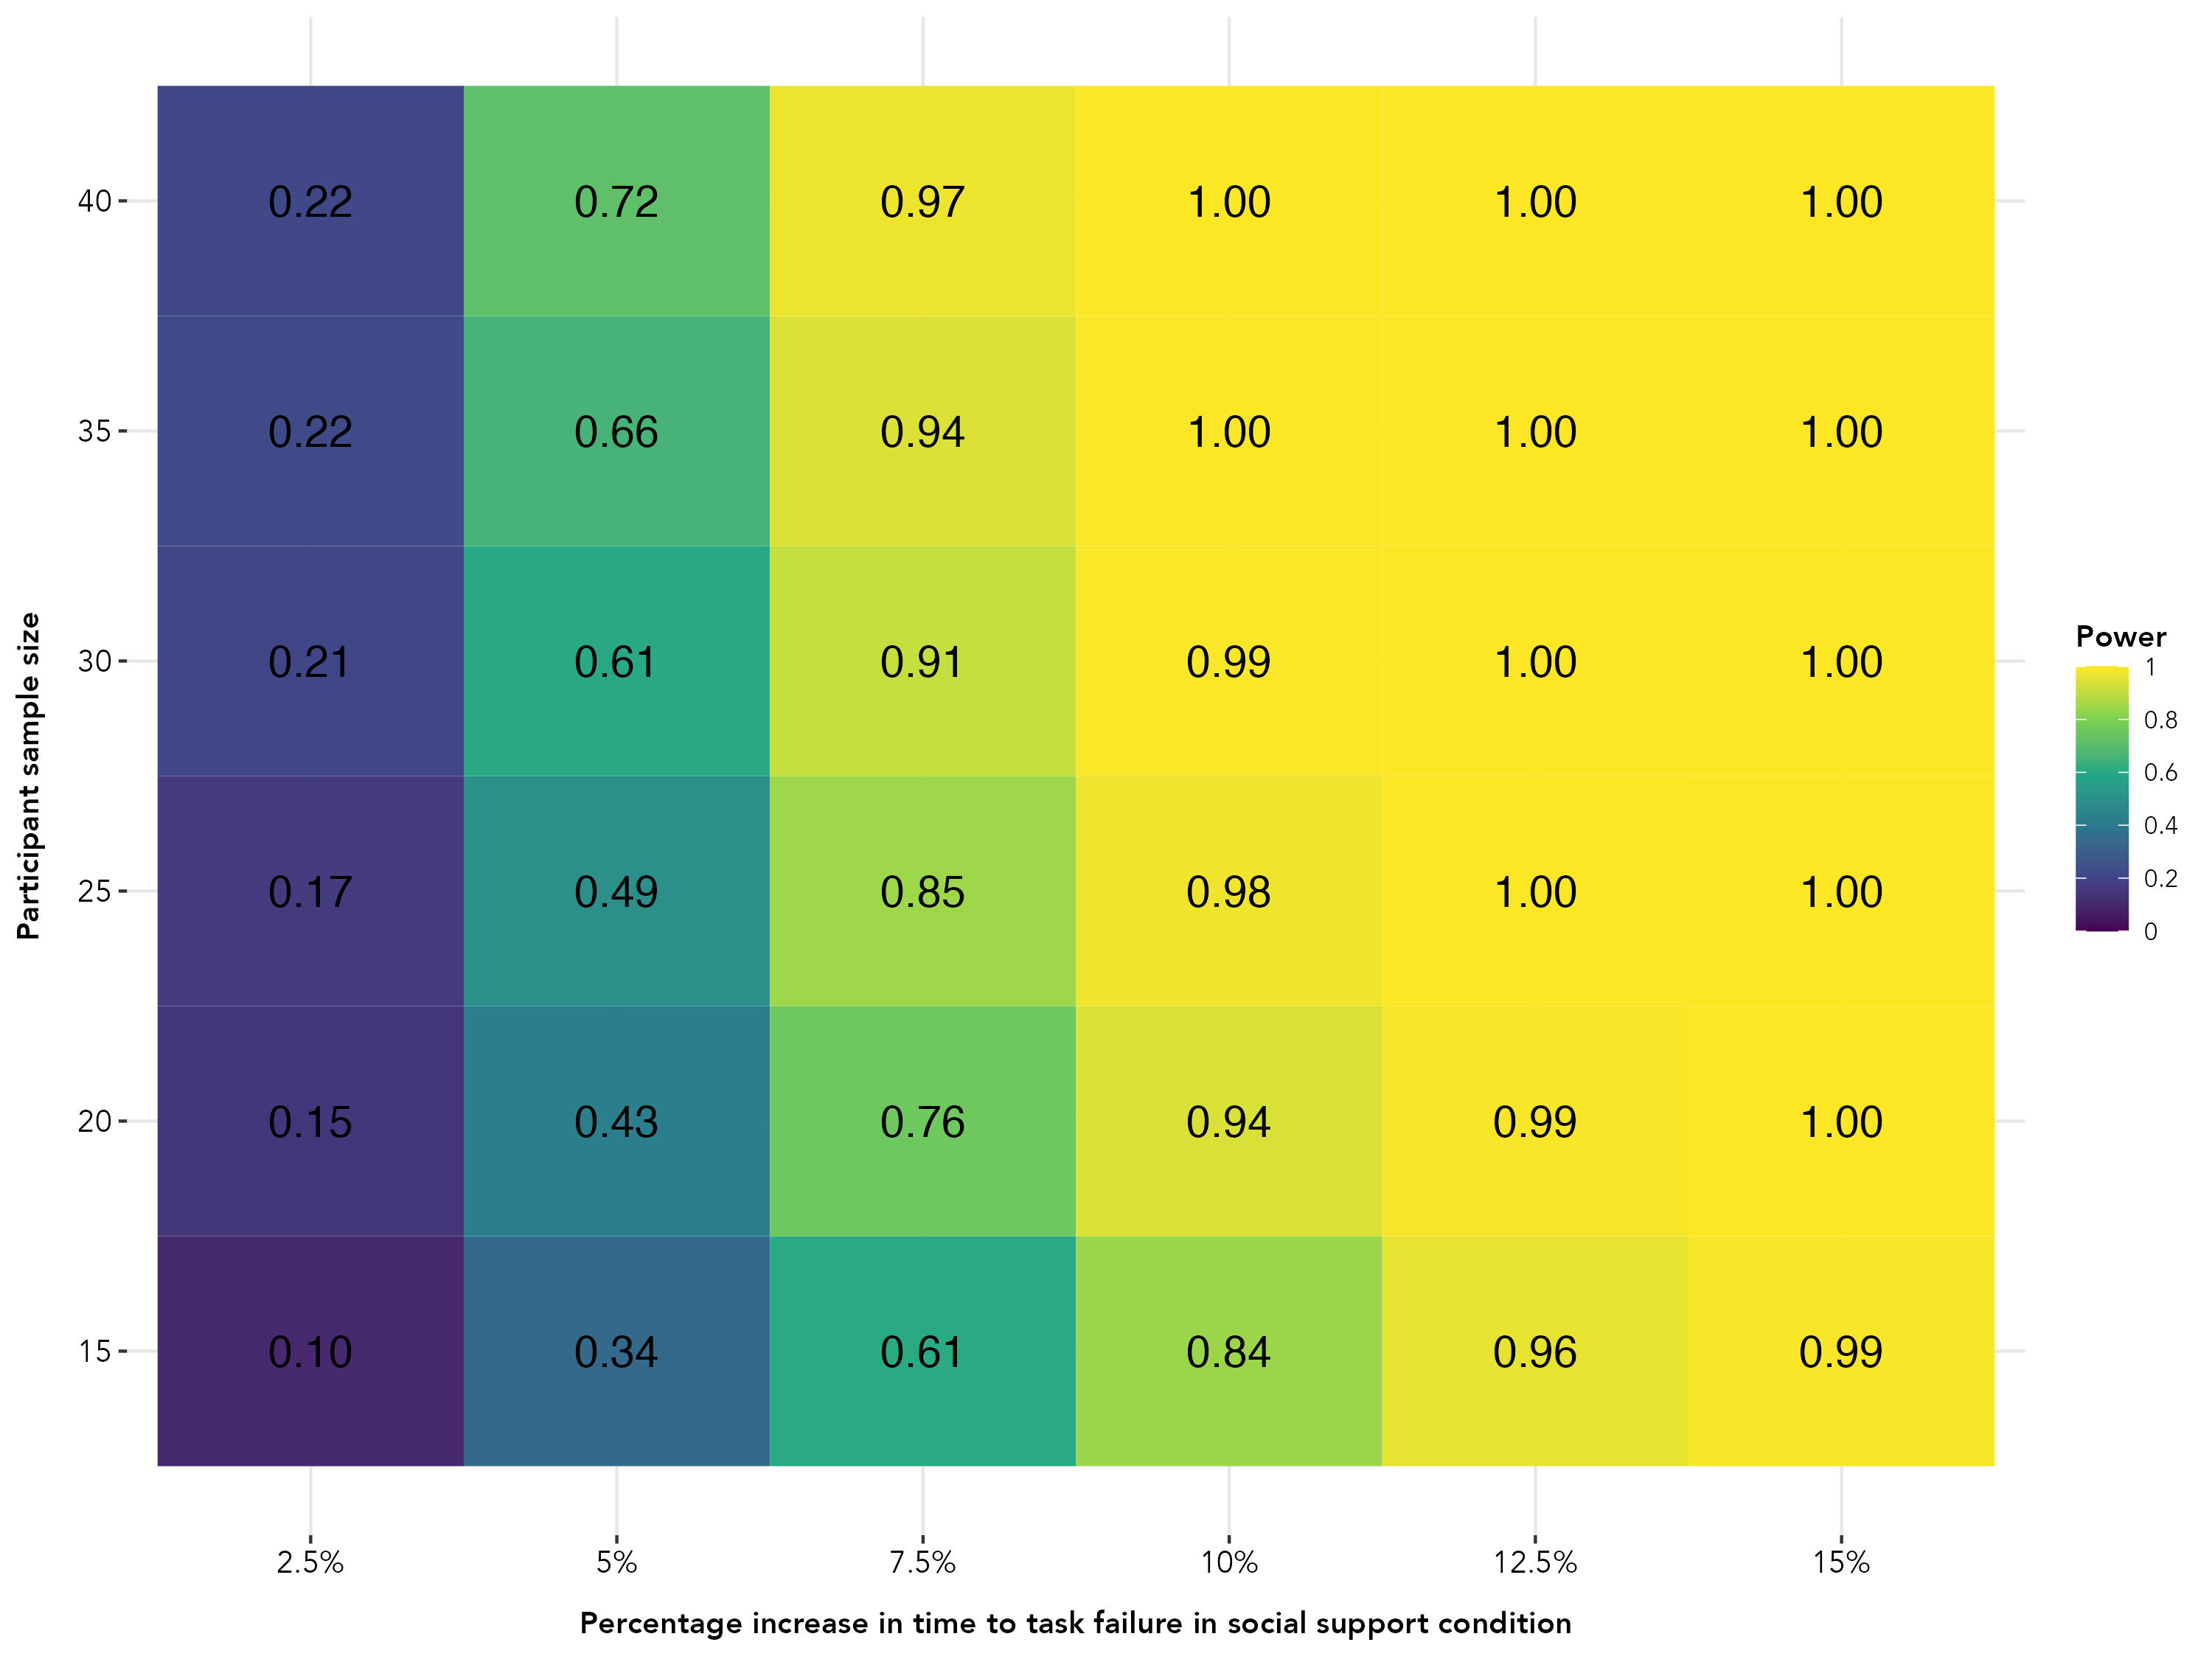 40 0.22 0.72 0.97 1.00 1.00 1.00
35 0.22 0.66 0.94 1.00 1.00 1.00
30 0.21 0.61 0.91 0.99 1.00 1.00
25 0.17 0.49 0.85 0.98 1.00 1.00
20 0.15 0.43 0.76 0.94 0.99 1.00
15 0.10 0.34 0.61 0.84 0.96 0.99
2.5% 5% 7.5% 10% 12.5% 15%
Percentage increase in time to task failure in social support condition
Participant sample size
Power
1
0.8
0.6
0.4
0.2
0